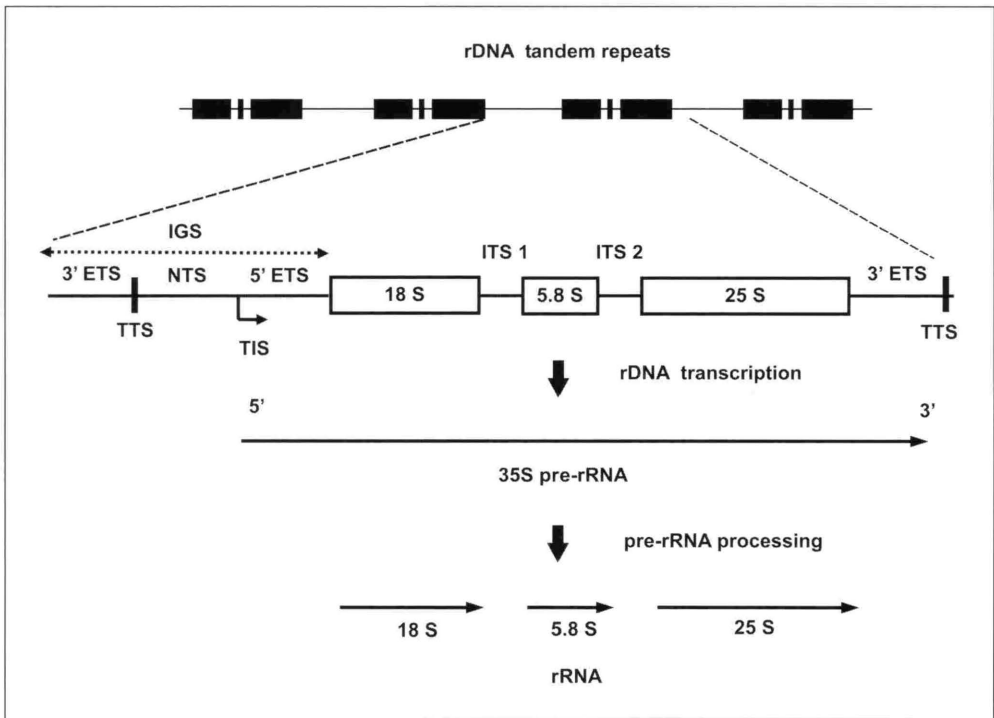 rDNA tandem repeats
IGS
ITS 1 ITS 2
3' ETS NTS 5' ETS 3' ETS
18 S 5.8 S 25 S
TTS TIS TTS
rDNA transcription
5' 3'
35S pre-rRNA
pre-rRNA processing
18 S 5.8 S 25 S
rRNA